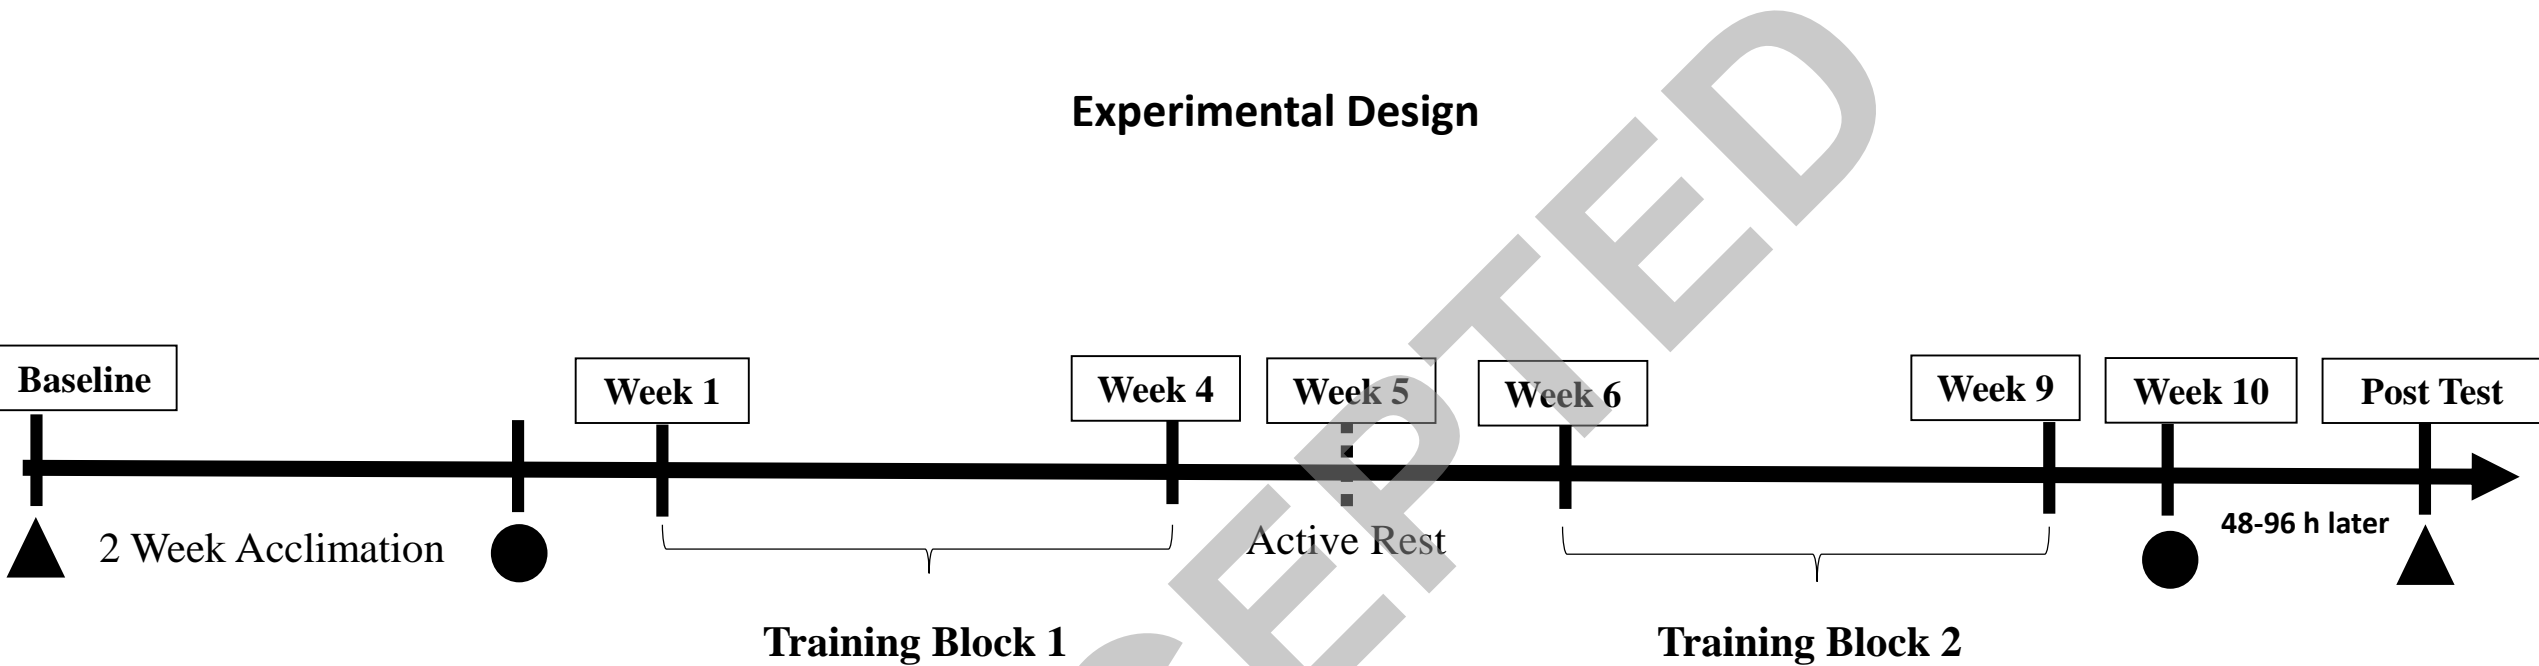 Experimental Design
Baseline
Week 1
Week 4
Week 5
Week 6
Week 9
Week 10
Post Test
2 Week Acclimation
Active Rest
48-96 h later
Training Block 1
Training Block 2
CEPTED